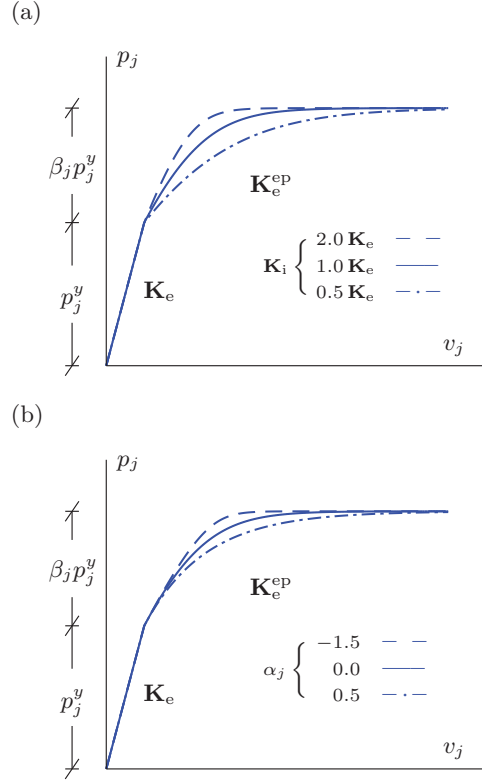 (a)
p_j
β_j p_j^y
K_e^ep
2.0 K_e
K_i { 1.0 K_e
0.5 K_e
K_e
p_j^y
v_j
(b)
p_j
β_j p_j^y
K_e^ep
−1.5
α_j { 0.0
0.5
K_e
p_j^y
v_j